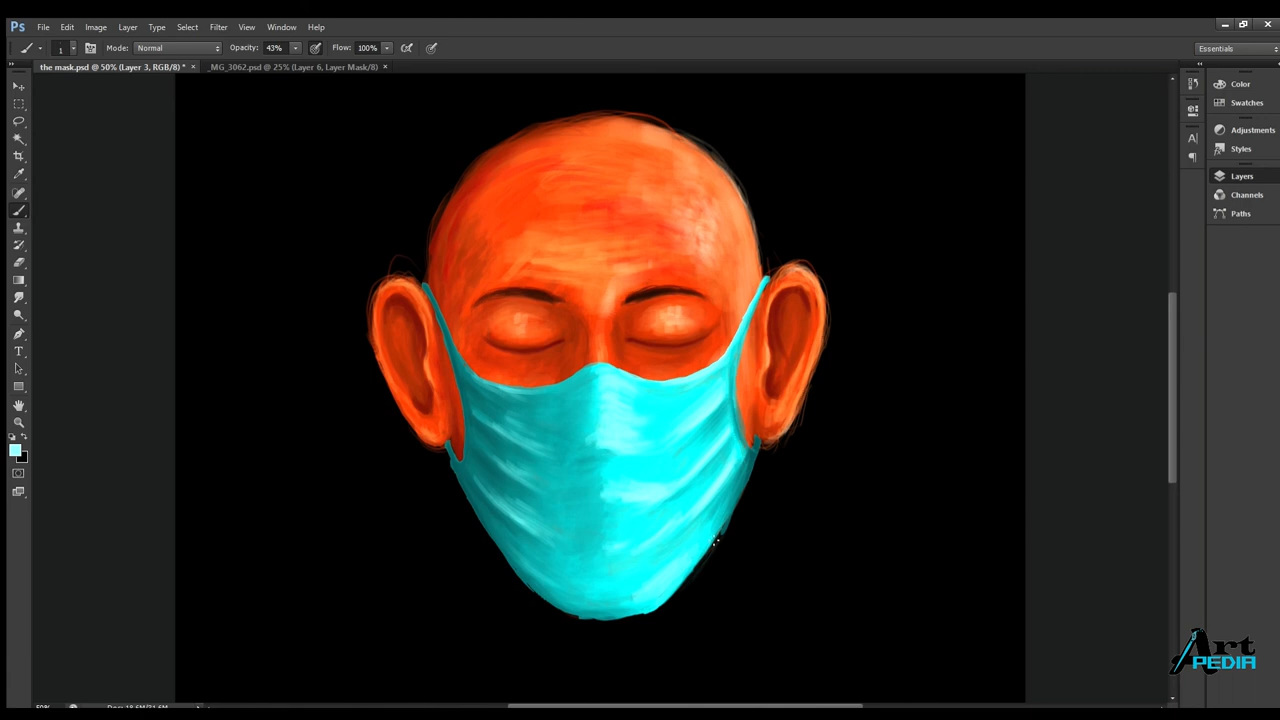 Ps File Edit Image Layer Type Select Filter View Window Help
1 Mode: Normal Opacity: 43% Flow: 100% Essentials
the mask.psd @ 50% (Layer 3, RGB/8) * × _MG_3062.psd @ 25% (Layer 6, Layer Mask/8) ×
Color
Swatches
Adjustments
Styles
Layers
Channels
Paths
Art
PEDIA